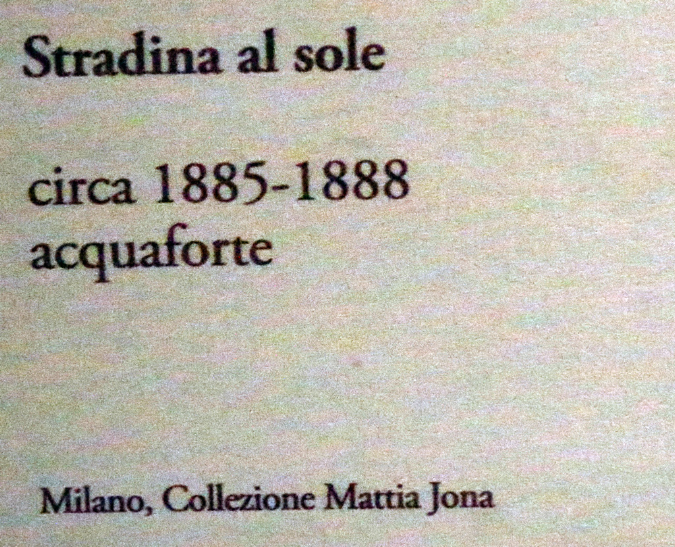 Stradina al sole
circa 1885-1888
acquaforte
Milano, Collezione Mattia Jona